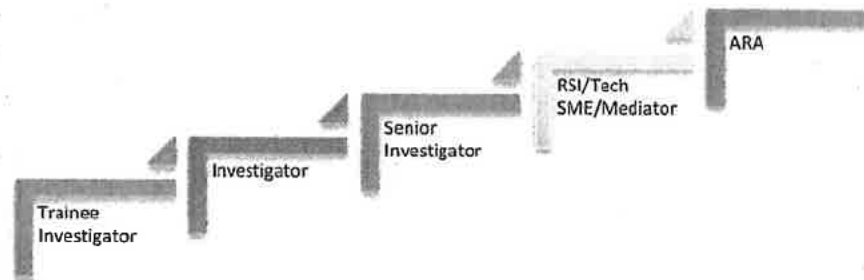 Trainee
Investigator
Investigator
Senior
Investigator
RSI/Tech
SME/Mediator
ARA